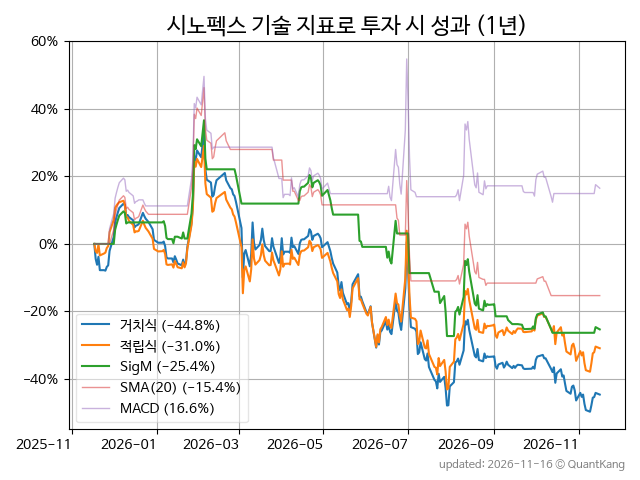 시노펙스 기술 지표로 투자 시 성과 (1년)
60%
40%
20%
0%
−20%
−40%
거치식 (−44.8%)
적립식 (−31.0%)
SigM (−25.4%)
SMA(20) (−15.4%)
MACD (16.6%)
2025−11 2026−01 2026−03 2026−05 2026−07 2026−09 2026−11
updated: 2026−11−16 © QuantKang